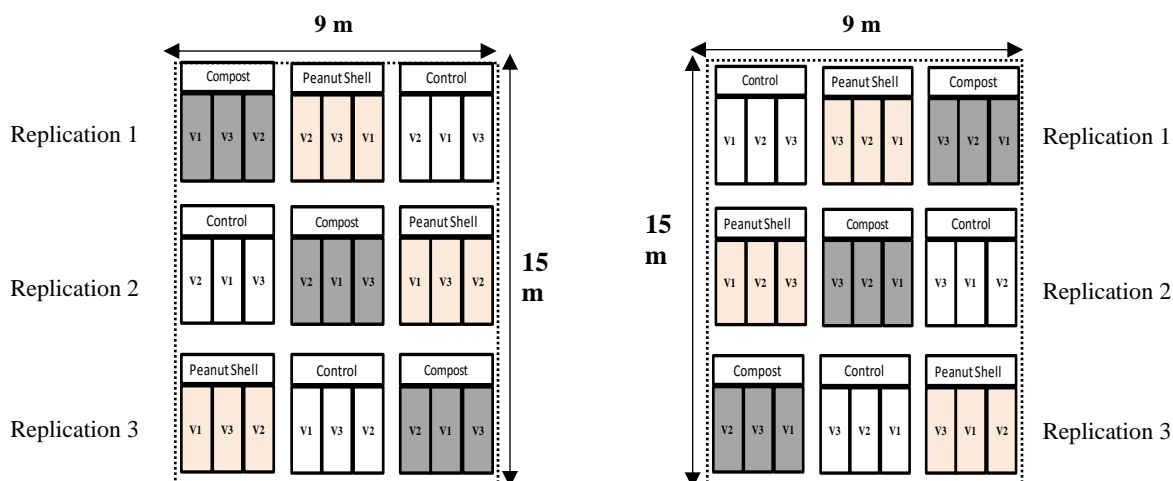 9 m 9 m
Compost Peanut Shell Control
Control Peanut Shell Compost
Replication 1
V1 V3 V2 V2 V3 V1 V2 V1 V3
V1 V2 V3 V3 V2 V1 V3 V2 V1
Replication 1
Control Compost Peanut Shell
Peanut Shell Compost Control
Replication 2
V2 V1 V3 V2 V1 V3 V1 V3 V2
15
m
15
m
V1 V2 V3 V3 V2 V1 V3 V1 V2
Replication 2
Peanut Shell Control Compost
Compost Control Peanut Shell
Replication 3
V1 V3 V2 V1 V3 V2 V2 V1 V3
V2 V3 V1 V3 V2 V1 V3 V1 V2
Replication 3